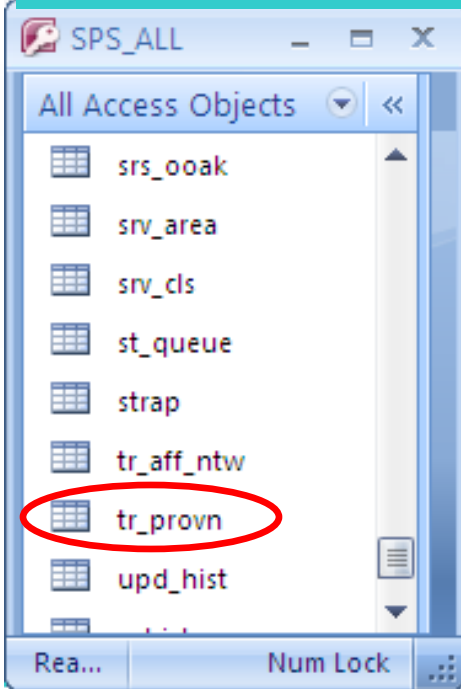 SPS_ALL
All Access Objects
srs_ooak
srv_area
srv_cls
st_queue
strap
tr_aff_ntw
tr_provn
upd_hist
Rea... Num Lock